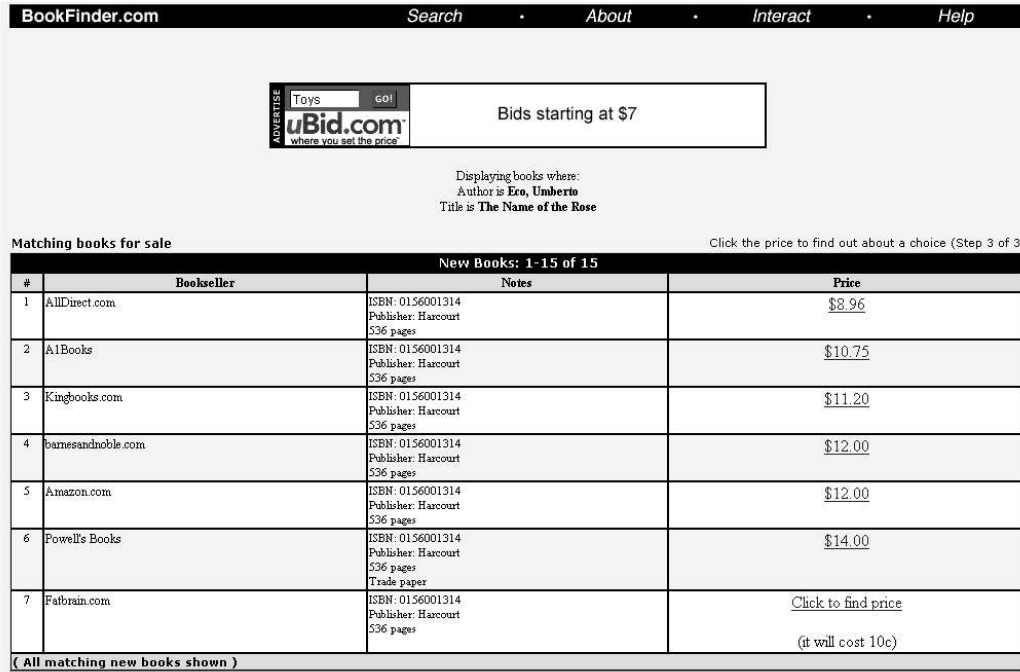 BookFinder.com Search • About • Interact • Help
ADVERTISE
Toys GO!
uBid.com
where you set the price
Bids starting at $7
Displaying books where:
Author is Eco, Umberto
Title is The Name of the Rose
Matching books for sale Click the price to find out about a choice (Step 3 of 3
New Books: 1-15 of 15
# Bookseller Notes Price
1 AllDirect.com ISBN: 0156001314 $8.96
Publisher: Harcourt
536 pages
2 A1Books ISBN: 0156001314 $10.75
Publisher: Harcourt
536 pages
3 Kingbooks.com ISBN: 0156001314 $11.20
Publisher: Harcourt
536 pages
4 barnesandnoble.com ISBN: 0156001314 $12.00
Publisher: Harcourt
536 pages
5 Amazon.com ISBN: 0156001314 $12.00
Publisher: Harcourt
536 pages
6 Powell's Books ISBN: 0156001314 $14.00
Publisher: Harcourt
536 pages
Trade paper
7 Fatbrain.com ISBN: 0156001314 Click to find price
Publisher: Harcourt
536 pages
(it will cost 10c)
( All matching new books shown )